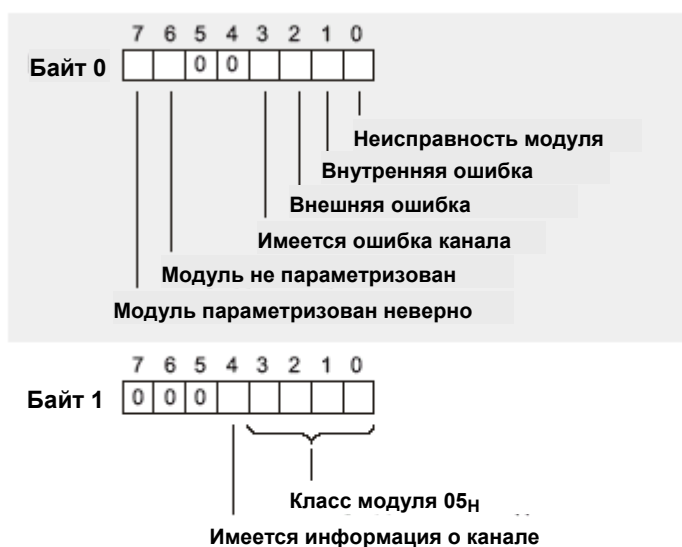 7 6 5 4 3 2 1 0
Байт 0 0 0
Неисправность модуля
Внутренняя ошибка
Внешняя ошибка
Имеется ошибка канала
Модуль не параметризован
Модуль параметризован неверно
7 6 5 4 3 2 1 0
Байт 1 0 0 0
Класс модуля 05H
Имеется информация о канале